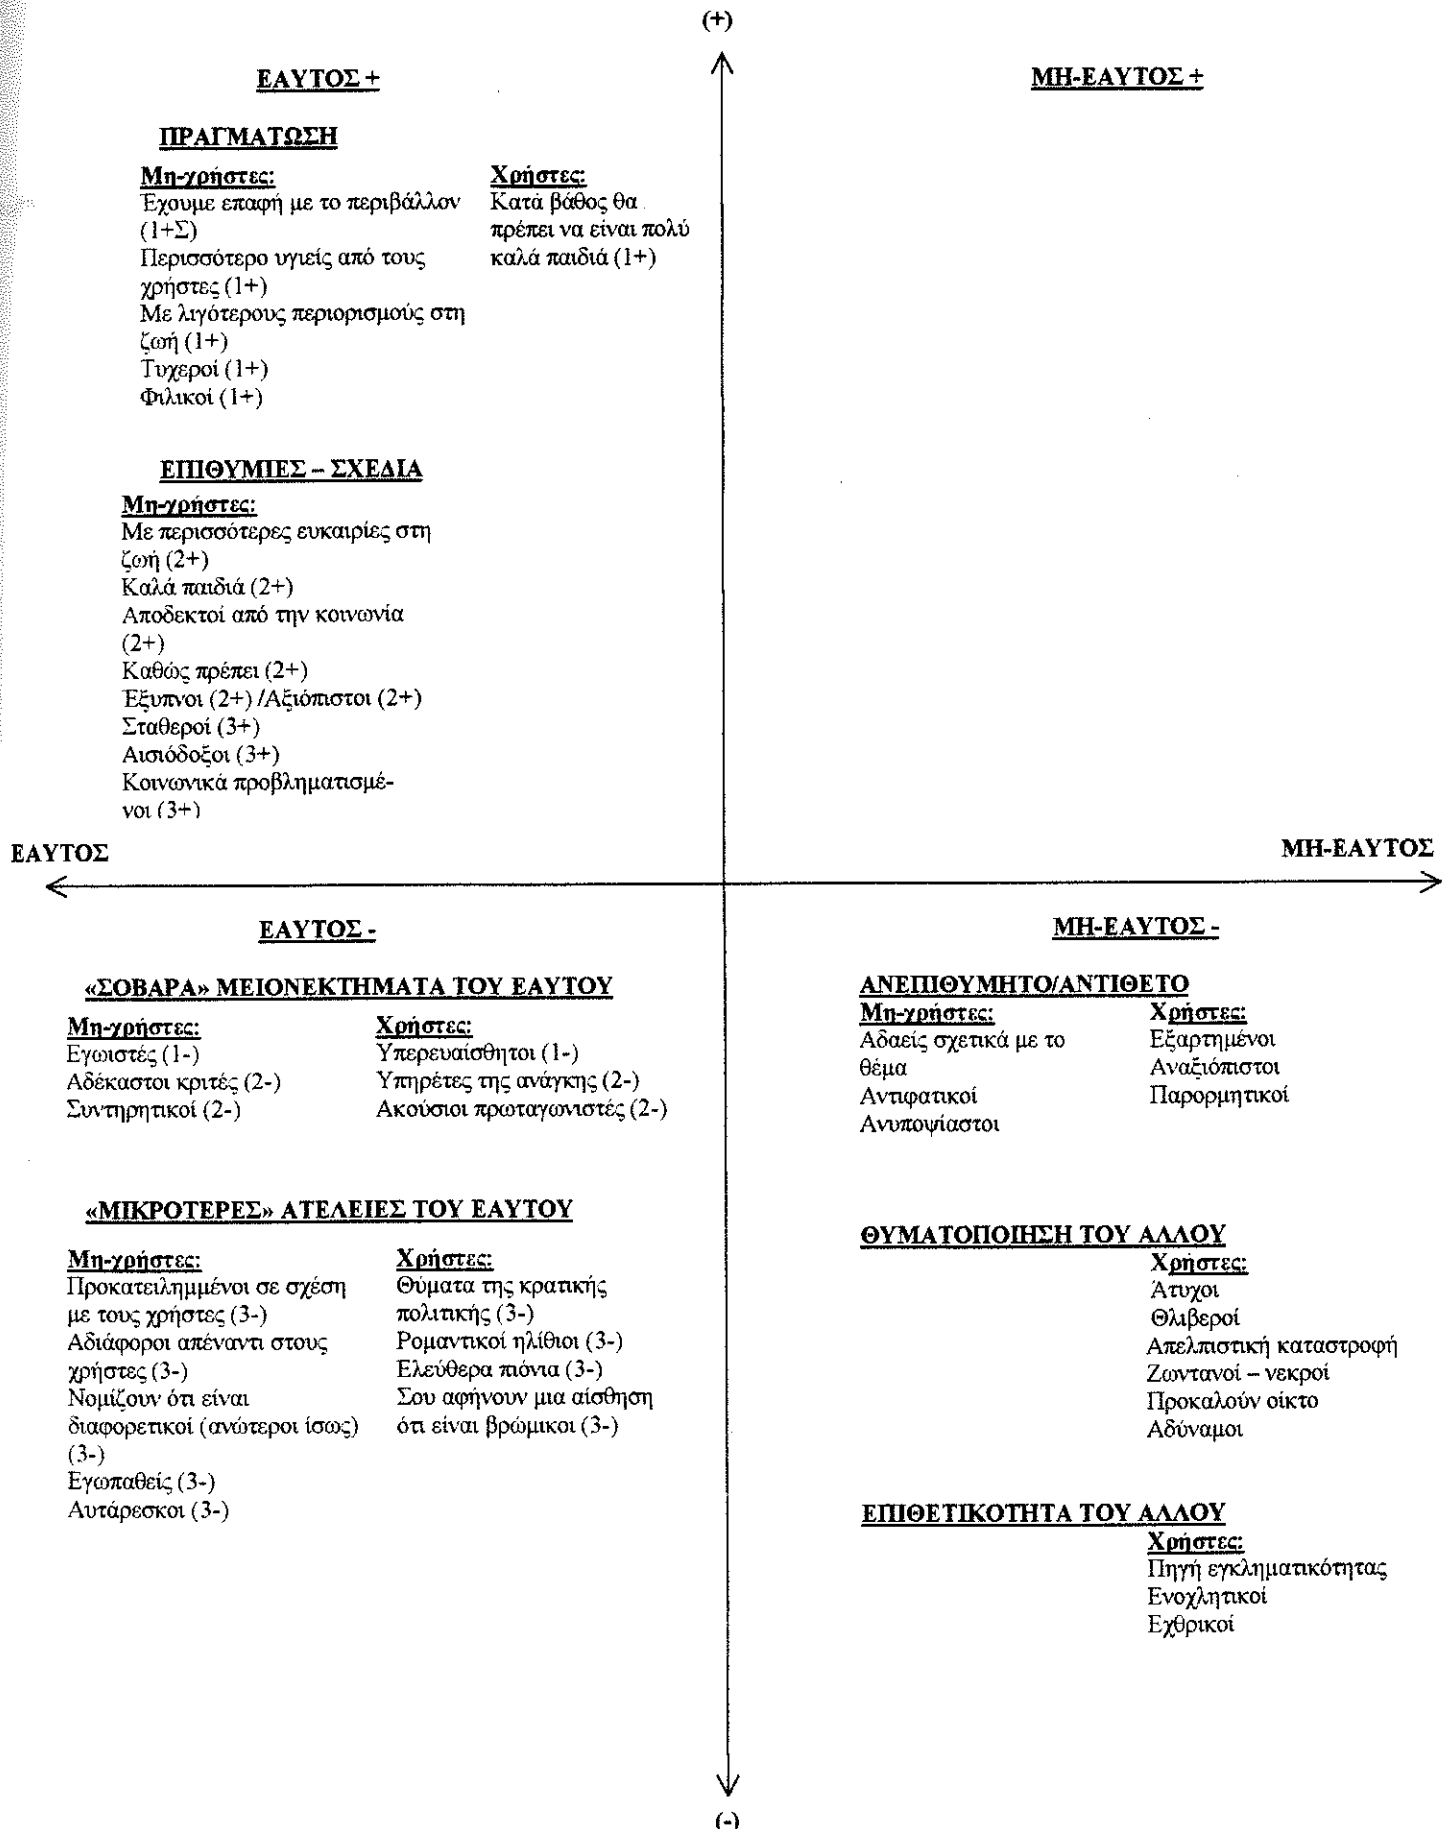 (+)
ΕΑΥΤΟΣ +
ΜΗ-ΕΑΥΤΟΣ +
ΠΡΑΓΜΑΤΩΣΗ
Μη-χρήστες:
Έχουμε επαφή με το περιβάλλον
(1+Σ)
Περισσότερο υγιείς από τους
χρήστες (1+)
Με λιγότερους περιορισμούς στη
ζωή (1+)
Τυχεροί (1+)
Φιλικοί (1+)
Χρήστες:
Κατά βάθος θα
πρέπει να είναι πολύ
καλά παιδιά (1+)
ΕΠΙΘΥΜΙΕΣ – ΣΧΕΔΙΑ
Μη-χρήστες:
Με περισσότερες ευκαιρίες στη
ζωή (2+)
Καλά παιδιά (2+)
Αποδεκτοί από την κοινωνία
(2+)
Καθώς πρέπει (2+)
Έξυπνοι (2+) /Αξιόπιστοι (2+)
Σταθεροί (3+)
Αισιόδοξοι (3+)
Κοινωνικά προβληματισμέ-
νοι (3+)
ΕΑΥΤΟΣ
ΜΗ-ΕΑΥΤΟΣ
ΕΑΥΤΟΣ -
«ΣΟΒΑΡΑ» ΜΕΙΟΝΕΚΤΗΜΑΤΑ ΤΟΥ ΕΑΥΤΟΥ
Μη-χρήστες:
Εγωιστές (1-)
Αδέκαστοι κριτές (2-)
Συντηρητικοί (2-)
Χρήστες:
Υπερευαίσθητοι (1-)
Υπηρέτες της ανάγκης (2-)
Ακούσιοι πρωταγωνιστές (2-)
«ΜΙΚΡΟΤΕΡΕΣ» ΑΤΕΛΕΙΕΣ ΤΟΥ ΕΑΥΤΟΥ
Μη-χρήστες:
Προκατειλημμένοι σε σχέση
με τους χρήστες (3-)
Αδιάφοροι απέναντι στους
χρήστες (3-)
Νομίζουν ότι είναι
διαφορετικοί (ανώτεροι ίσως)
(3-)
Εγωπαθείς (3-)
Αυτάρεσκοι (3-)
Χρήστες:
Θύματα της κρατικής
πολιτικής (3-)
Ρομαντικοί ηλίθιοι (3-)
Ελεύθερα πιόνια (3-)
Σου αφήνουν μια αίσθηση
ότι είναι βρώμικοι (3-)
ΜΗ-ΕΑΥΤΟΣ -
ΑΝΕΠΙΘΥΜΗΤΟ/ΑΝΤΙΘΕΤΟ
Μη-χρήστες:
Αδαείς σχετικά με το
θέμα
Αντιφατικοί
Ανυποψίαστοι
Χρήστες:
Εξαρτημένοι
Αναξιόπιστοι
Παρορμητικοί
ΘΥΜΑΤΟΠΟΙΗΣΗ ΤΟΥ ΑΛΛΟΥ
Χρήστες:
Άτυχοι
Θλιβεροί
Απελπιστική καταστροφή
Ζωντανοί – νεκροί
Προκαλούν οίκτο
Αδύναμοι
ΕΠΙΘΕΤΙΚΟΤΗΤΑ ΤΟΥ ΑΛΛΟΥ
Χρήστες:
Πηγή εγκληματικότητας
Ενοχλητικοί
Εχθρικοί
(-)